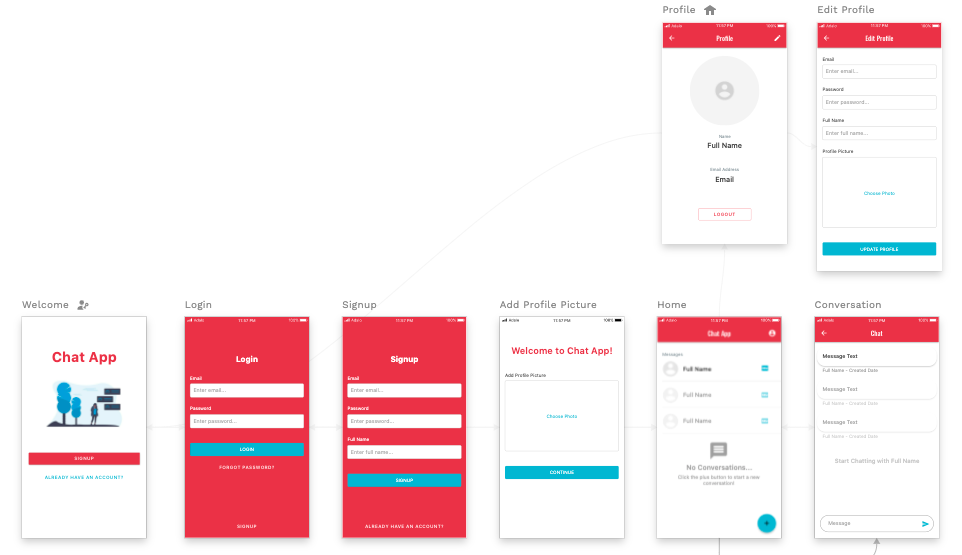 Profile
Adalo 11:57 PM 100%
Profile
Name
Full Name
Email Address
Email
LOGOUT
Edit Profile
Adalo 11:57 PM 100%
Edit Profile
Email
Enter email...
Password
Enter password...
Full Name
Enter full name...
Profile Picture
Choose Photo
UPDATE PROFILE
Welcome
Chat App
SIGNUP
ALREADY HAVE AN ACCOUNT?
Login
Adalo 11:57 PM 100%
Login
Email
Enter email...
Password
Enter password...
LOGIN
FORGOT PASSWORD?
SIGNUP
Signup
Adalo 11:57 PM 100%
Signup
Email
Enter email...
Password
Enter password...
Full Name
Enter full name...
SIGNUP
ALREADY HAVE AN ACCOUNT?
Add Profile Picture
Adalo 11:57 PM 100%
Welcome to Chat App!
Add Profile Picture
Choose Photo
CONTINUE
Home
Adalo 11:57 PM 100%
Chat App
Messages
Full Name
Full Name
Full Name
No Conversations...
Click the plus button to start a new
conversation!
Conversation
Adalo 11:57 PM 100%
Chat
Message Text
Full Name - Created Date
Message Text
Full Name - Created Date
Message Text
Full Name - Created Date
Start Chatting with Full Name
Message